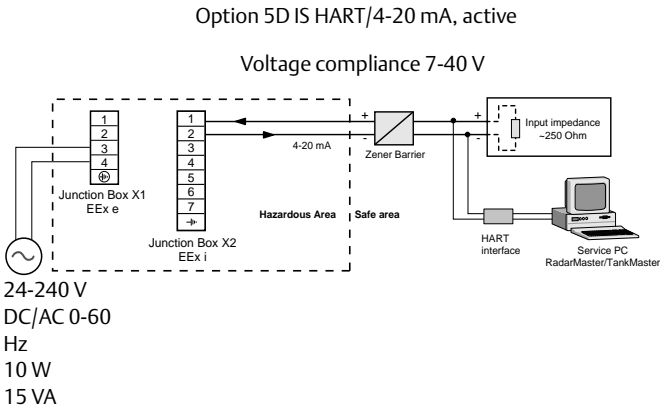 Option 5D IS HART/4-20 mA, active
Voltage compliance 7-40 V
1
2
3
4
Junction Box X1
EEx e
1
2
3
4
5
6
7
Junction Box X2
EEx i
4-20 mA
Hazardous Area
Safe area
+
-
Zener Barrier
+
-
Input impedance
~250 Ohm
HART
interface
Service PC
RadarMaster/TankMaster
24-240 V
DC/AC 0-60
Hz
10 W
15 VA